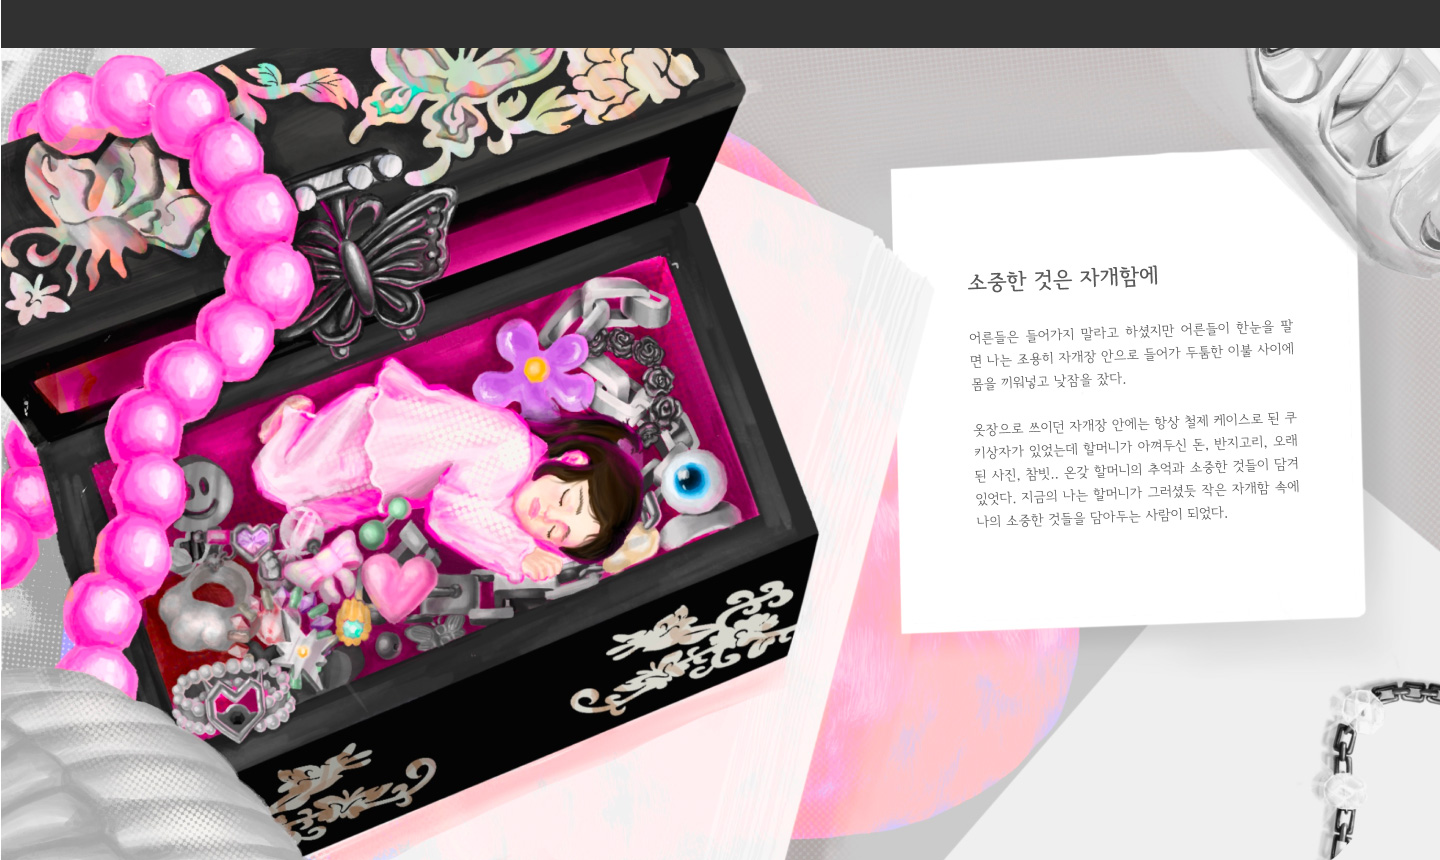 소중한 것은 자개함에
어른들은 들어가지 말라고 하셨지만 어른들이 한눈을 팔
면 나는 조용히 자개장 안으로 들어가 두툼한 이불 사이에
몸을 끼워넣고 낮잠을 잤다.
옷장으로 쓰이던 자개장 안에는 항상 철제 케이스로 된 쿠
키상자가 있었는데 할머니가 아껴두신 돈, 반지고리, 오래
된 사진, 참빗.. 온갖 할머니의 추억과 소중한 것들이 담겨
있었다. 지금의 나는 할머니가 그러셨듯 작은 자개함 속에
나의 소중한 것들을 담아두는 사람이 되었다.